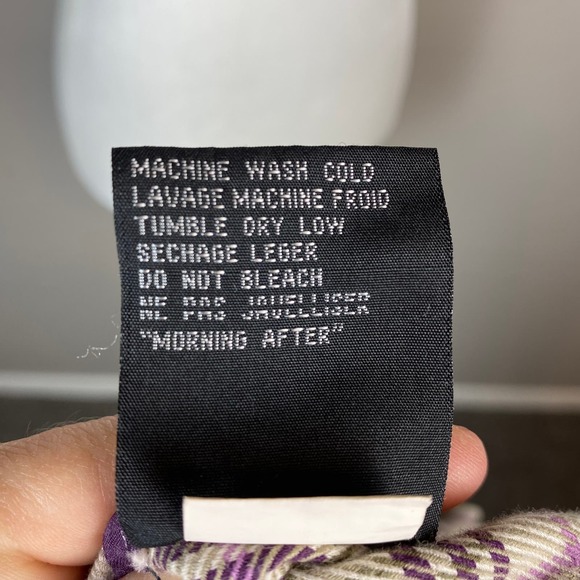 MACHINE WASH COLD
LAVAGE MACHINE FROID
TUMBLE DRY LOW
SECHAGE LEGER
DO NOT BLEACH
NE PAS JAVELLISER
"MORNING AFTER"